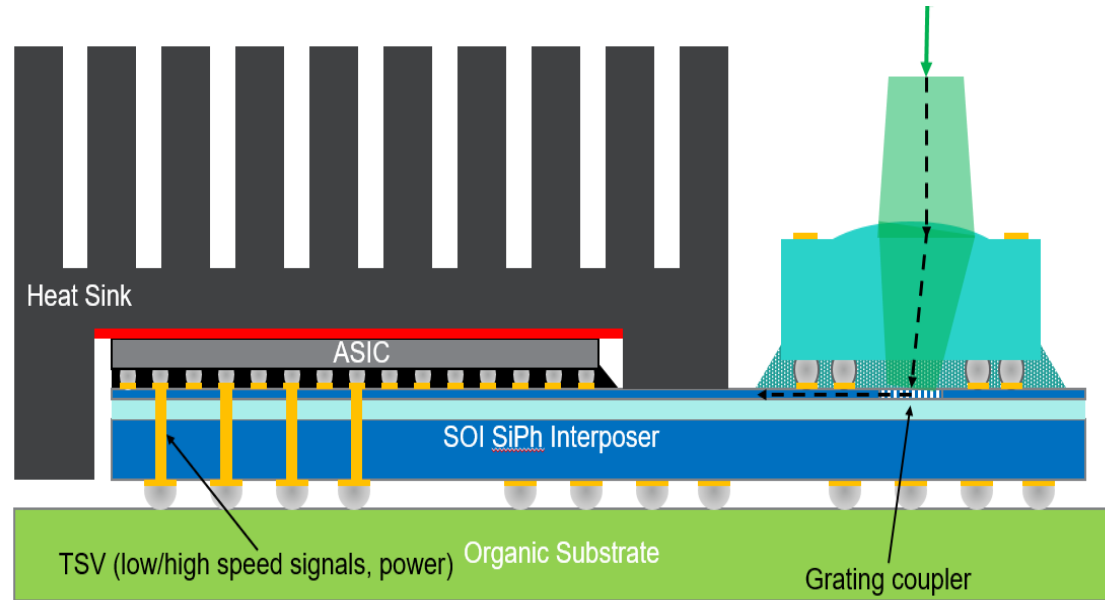 Heat Sink
ASIC
SOI SiPh Interposer
TSV (low/high speed signals, power)
Organic Substrate
Grating coupler